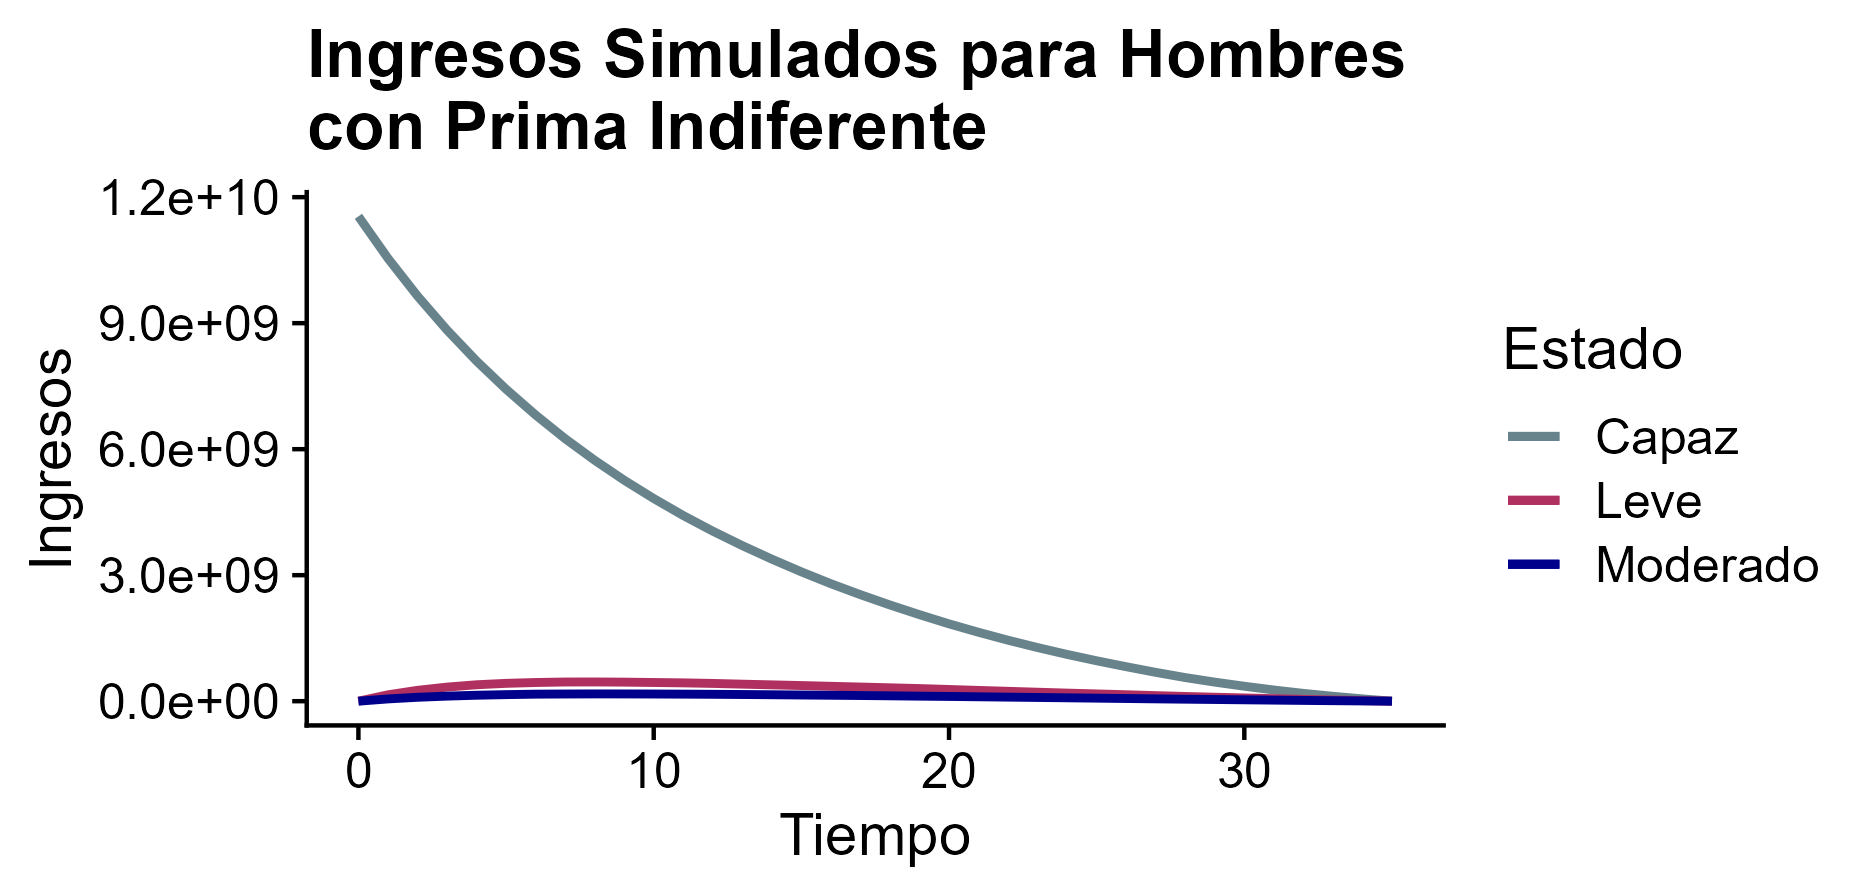 Ingresos Simulados para Hombres
con Prima Indiferente
1.2e+10
9.0e+09
6.0e+09
3.0e+09
0.0e+00
Ingresos
0 10 20 30
Tiempo
Estado
Capaz
Leve
Moderado